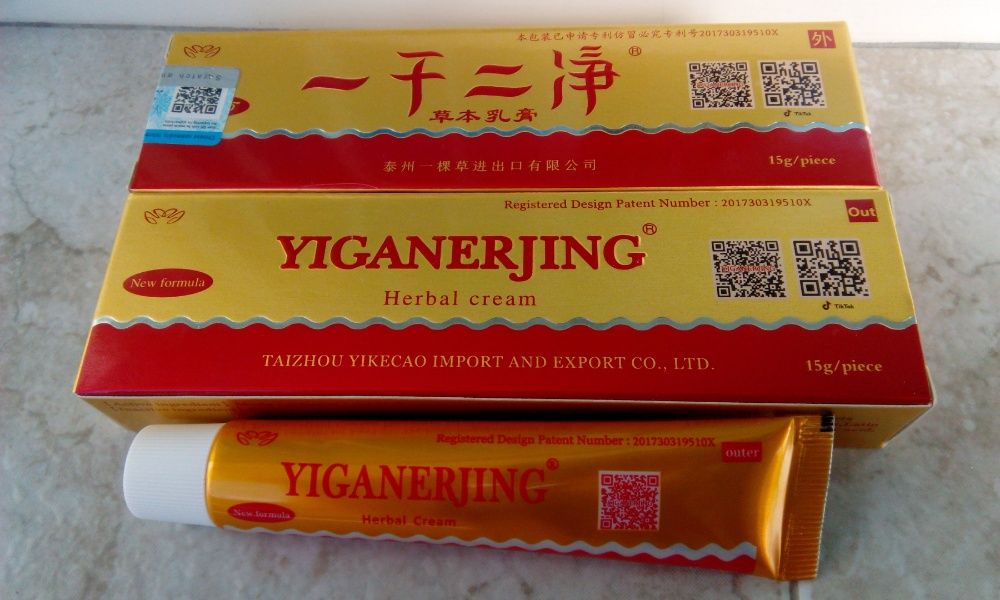 本包装已申请专利仿冒必究专利号201730319510X
外
一干二净®
草本乳膏
TikTok
泰州一棵草进出口有限公司
15g/piece
Registered Design Patent Number : 201730319510X
Out
YIGANERJING®
New formula
Herbal cream
TikTok
TAIZHOU YIKECAO IMPORT AND EXPORT CO., LTD.
15g/piece
Registered Design Patent Number : 201730319510X
outer
YIGANERJING®
New formula
Herbal Cream